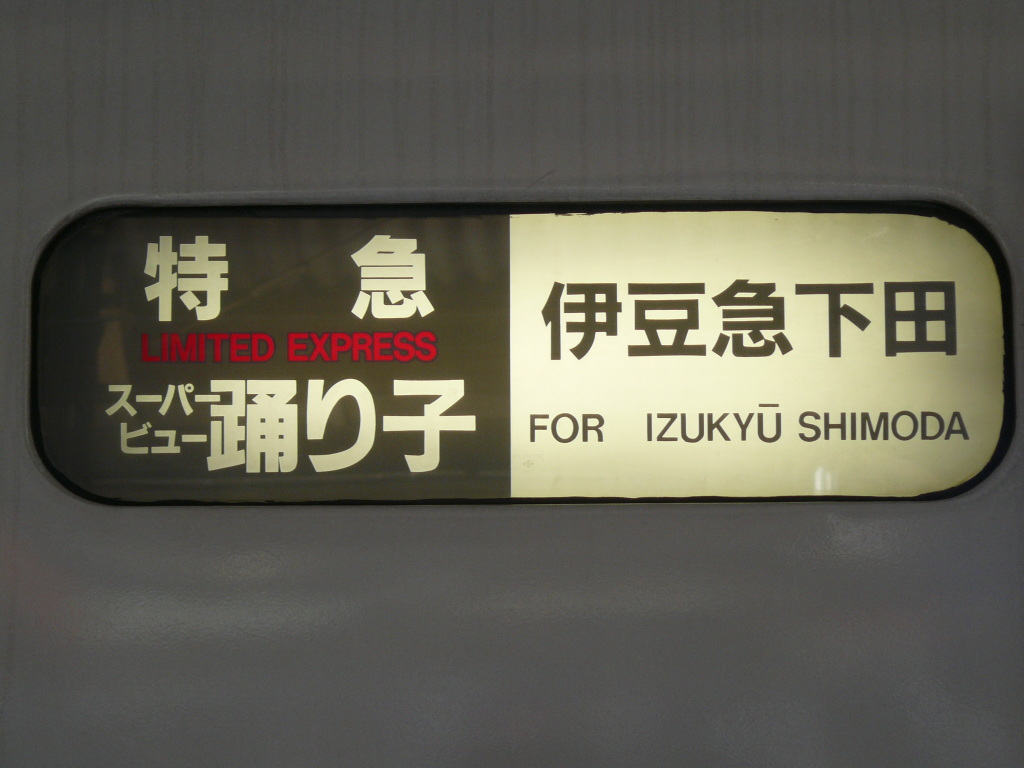 特急
LIMITED EXPRESS
スーパー
ビュー踊り子
伊豆急下田
FOR IZUKYŪ SHIMODA